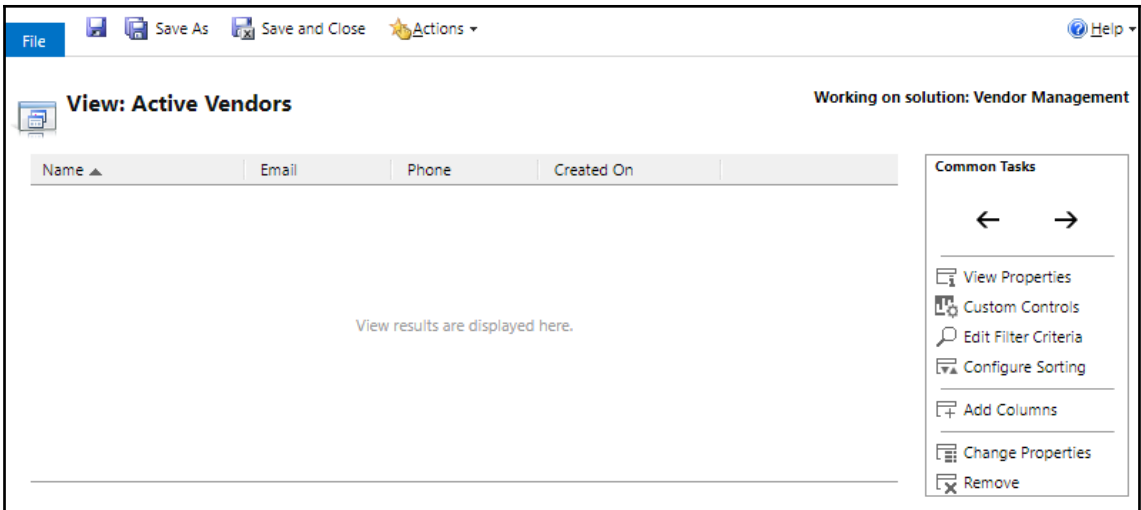 File Save As Save and Close Actions Help
View: Active Vendors
Working on solution: Vendor Management
Name Email Phone Created On
View results are displayed here.
Common Tasks
View Properties
Custom Controls
Edit Filter Criteria
Configure Sorting
Add Columns
Change Properties
Remove